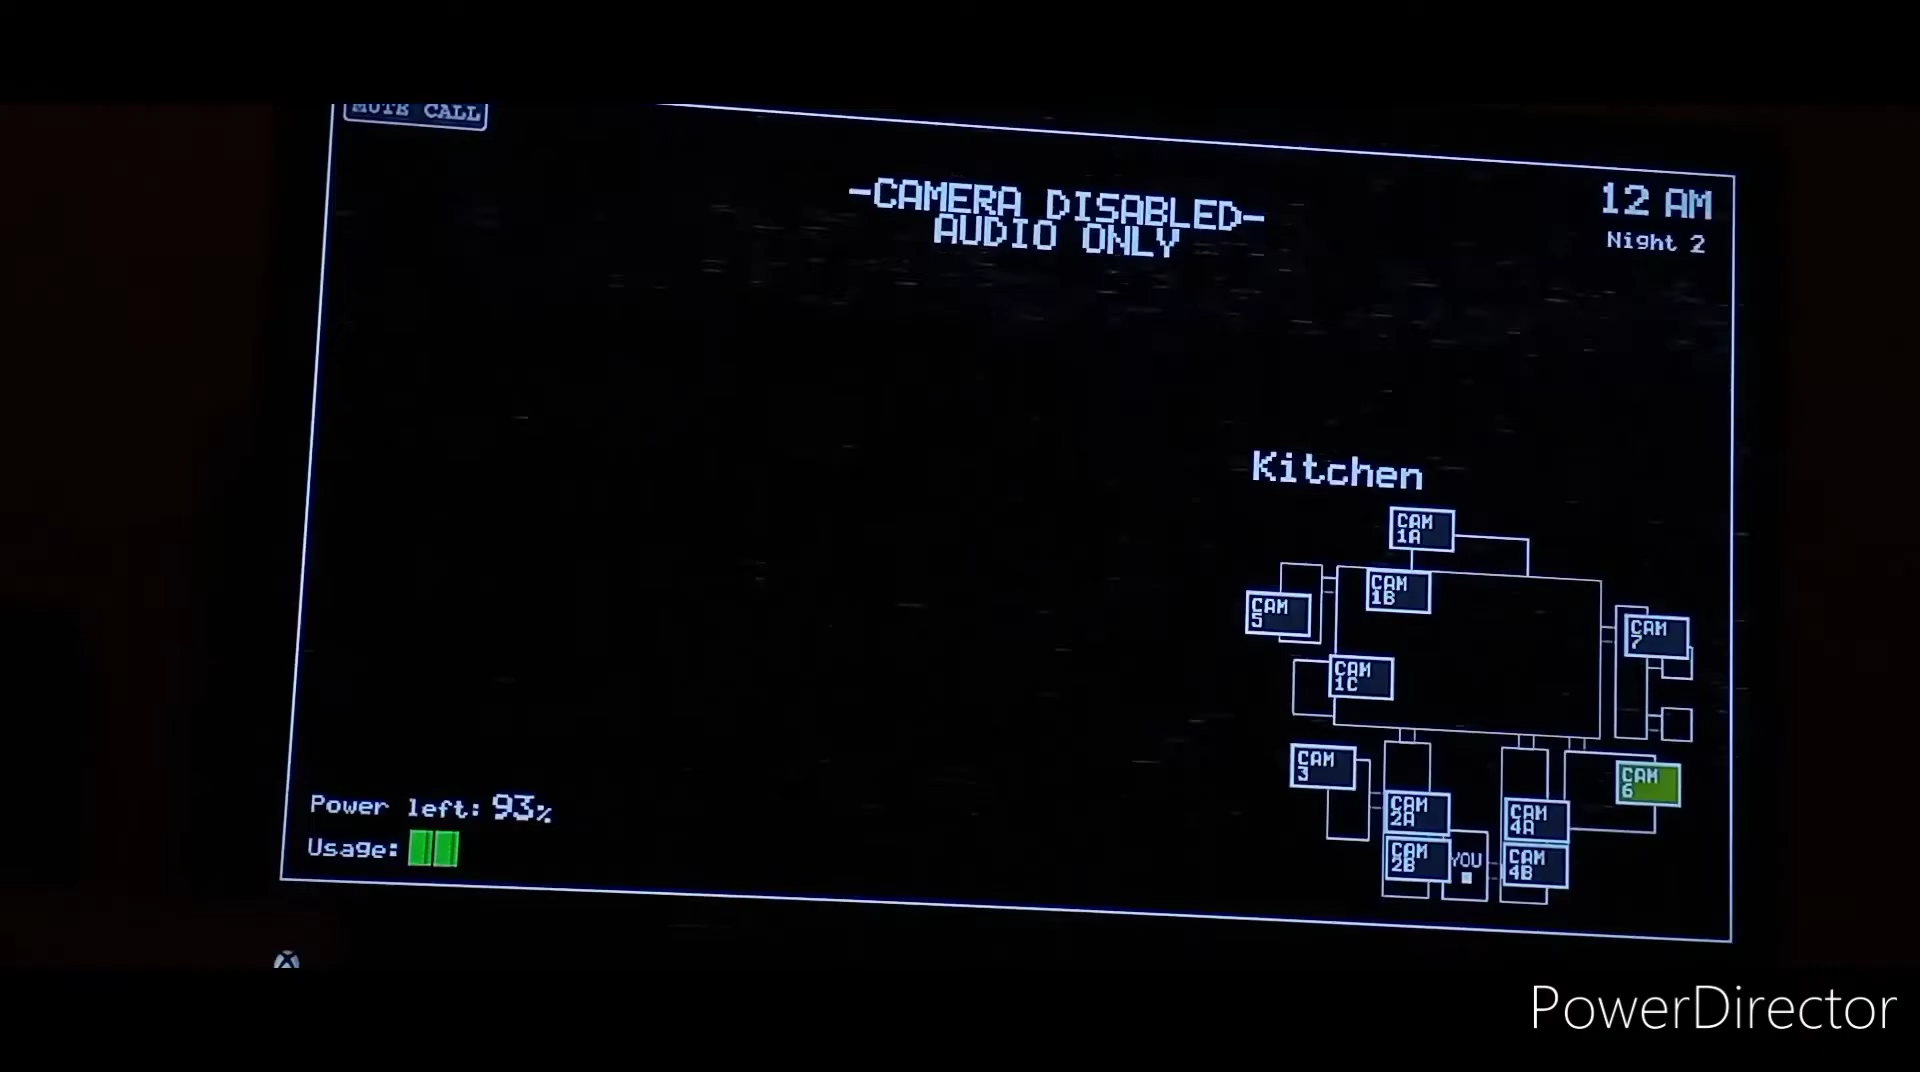 MUTE CALL
-CAMERA DISABLED-
AUDIO ONLY
12 AM
Night 2
Kitchen
CAM
1A
CAM
1B
CAM
5
CAM
7
CAM
1C
CAM
3
CAM
6
CAM
2A
CAM
4A
CAM
2B
YOU
CAM
4B
Power left: 93%
Usage:
PowerDirector